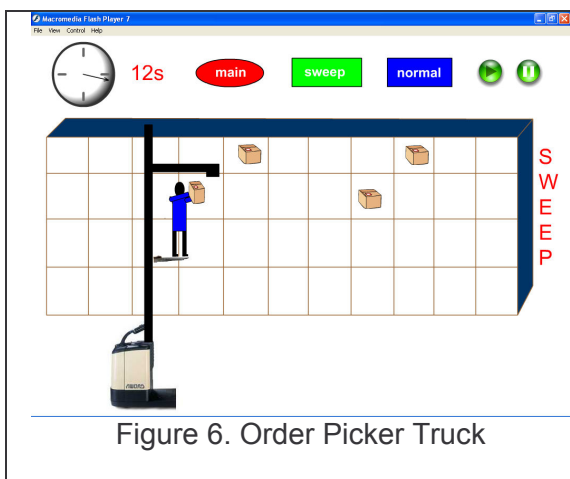 Macromedia Flash Player 7
File View Control Help
12s
main
sweep
normal
S
W
E
E
P
Figure 6. Order Picker Truck